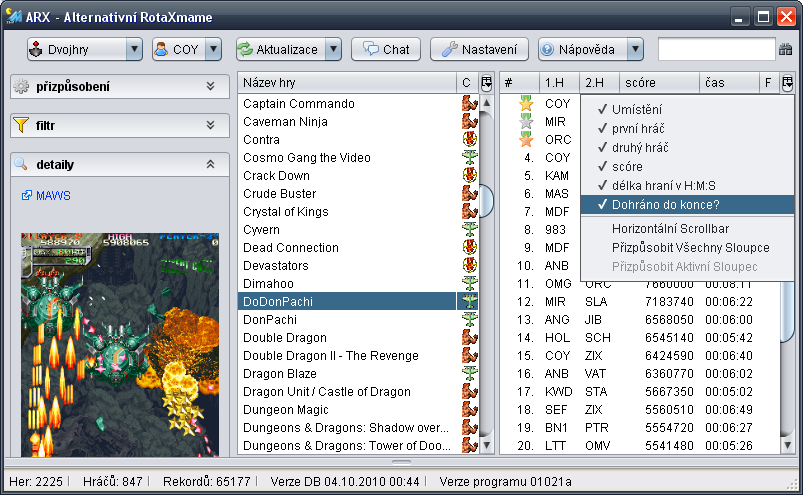 ARX - Alternativní RotaXmame
Dvojhry COY Aktualizace Chat Nastavení Nápověda
přizpůsobení
filtr
detaily
MAWS
588970 HIGH 5908065
290
Název hry C
Captain Commando
Caveman Ninja
Contra
Cosmo Gang the Video
Crack Down
Crude Buster
Crystal of Kings
Cyvern
Dead Connection
Devastators
Dimahoo
DoDonPachi
DonPachi
Double Dragon
Double Dragon II - The Revenge
Dragon Blaze
Dragon Unit / Castle of Dragon
Dungeon Magic
Dungeons & Dragons: Shadow over...
Dungeons & Dragons: Tower of Doo...
# 1.H 2.H scóre čas F
COY
MIR
ORC
4. COY
5. KAM
6. MAS
7. MDF
8. 983
9. MDF
10. ANB
11. OMG ORC 7660000 00:08:11
12. MIR SLA 7183740 00:06:22
13. ANG JIB 6568050 00:06:00
14. HOL SCH 6545140 00:05:42
15. COY ZIX 6424590 00:06:40
16. ANB VAT 6360770 00:06:02
17. KWD STA 5667350 00:05:02
18. SEF ZIX 5560510 00:06:49
19. BN1 PTR 5554720 00:06:27
20. LTT OMV 5541480 00:05:26
Umístění
první hráč
druhý hráč
scóre
délka hraní v H:M:S
Dohráno do konce?
Horizontální Scrollbar
Přizpůsobit Všechny Sloupce
Přizpůsobit Aktivní Sloupec
Her: 2225 Hráčů: 847 Rekordů: 65177 Verze DB 04.10.2010 00:44 Verze programu 01021a